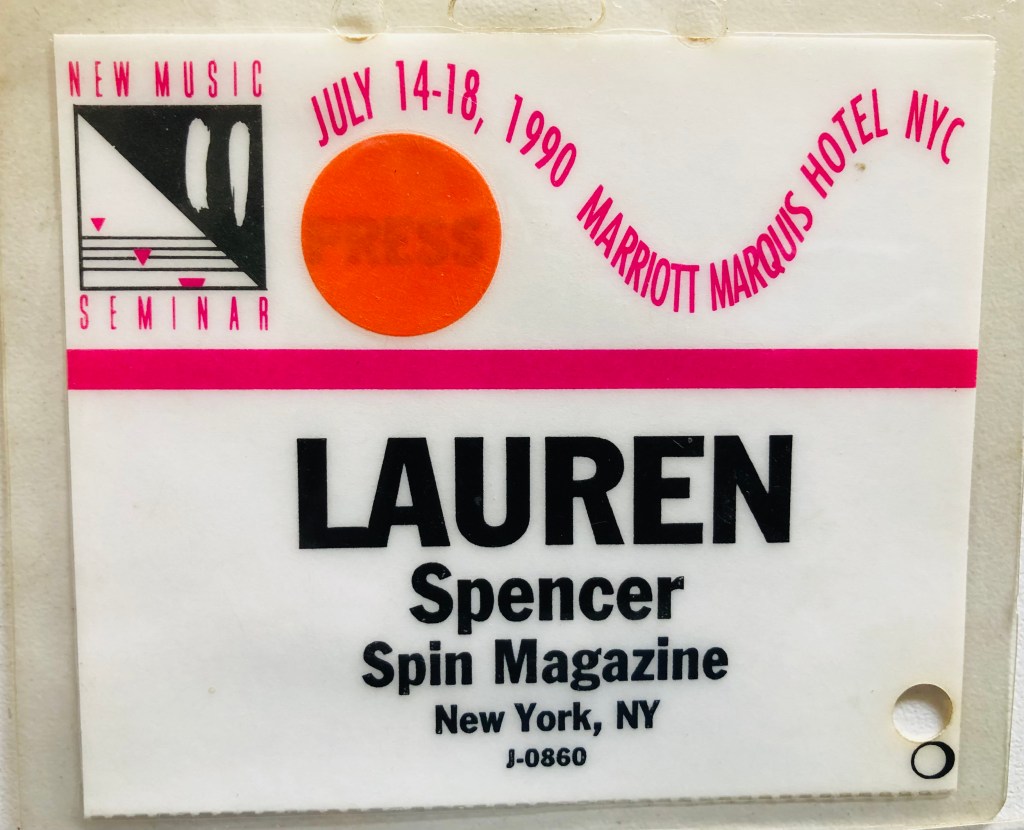 NEW MUSIC
SEMINAR
JULY 14-18, 1990 MARRIOTT MARQUIS HOTEL NYC
PRESS
LAUREN
Spencer
Spin Magazine
New York, NY
J-0860
O